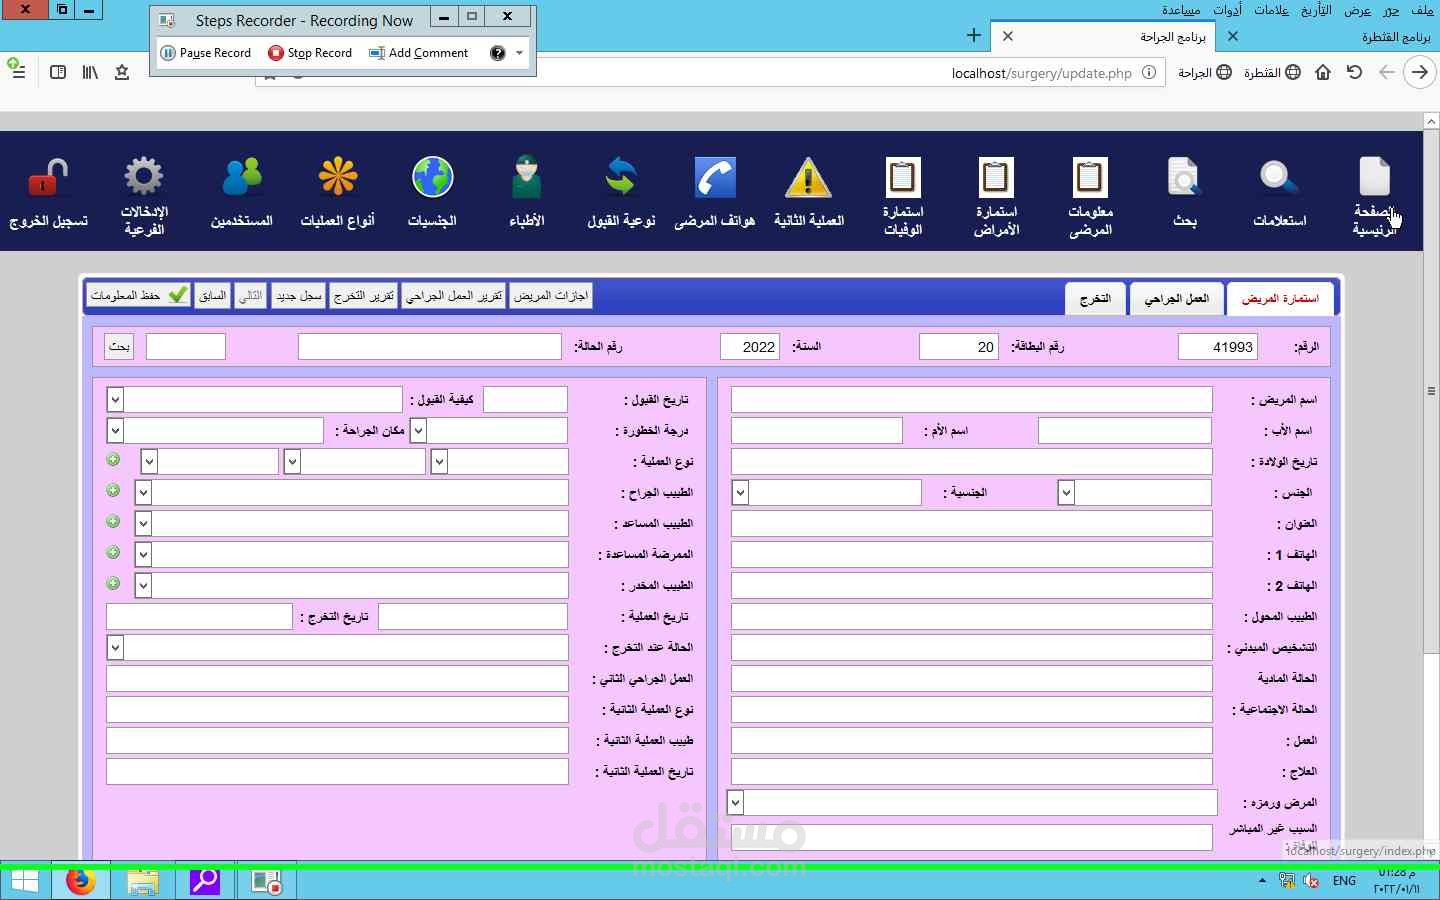 Steps Recorder - Recording Now
Pause Record Stop Record Add Comment
ملف حرّر عرض التأريخ علامات أدوات مساعدة
برنامج القثطرة
برنامج الجراحة
localhost/surgery/update.php
القثطرة
الجراحة
الصفحة الرئيسية
استعلامات
بحث
معلومات المرضى
استمارة الأمراض
استمارة الوفيات
العملية الثانية
هواتف المرضى
نوعية القبول
الأطباء
الجنسيات
أنواع العمليات
المستخدمين
الإدخالات الفرعية
تسجيل الخروج
استمارة المريض
العمل الجراحي
التخرج
اجازات المريض
تقرير العمل الجراحي
تقرير التخرج
سجل جديد
التالي
السابق
حفظ المعلومات
الرقم: 41993
رقم البطاقة: 20
السنة: 2022
رقم الحالة:
بحث
اسم المريض :
اسم الأب : اسم الأم :
تاريخ الولادة :
الجنس : الجنسية :
العنوان :
الهاتف 1 :
الهاتف 2 :
الطبيب المحول :
التشخيص المبدئي :
الحالة المادية
الحالة الاجتماعية :
العمل :
العلاج :
المرض ورمزه :
السبب غير المباشر
تاريخ القبول : كيفية القبول :
درجة الخطورة : مكان الجراحة :
نوع العملية :
الطبيب الجراح :
الطبيب المساعد :
الممرضة المساعدة :
الطبيب المخدر :
تاريخ العملية : تاريخ التخرج :
الحالة عند التخرج :
العمل الجراحي الثاني :
نوع العملية الثانية :
طبيب العملية الثانية :
تاريخ العملية الثانية :
مستقل
mostaql.com
localhost/surgery/index.php
ENG
01:28 م
٢٠٢٢/٠١/١١